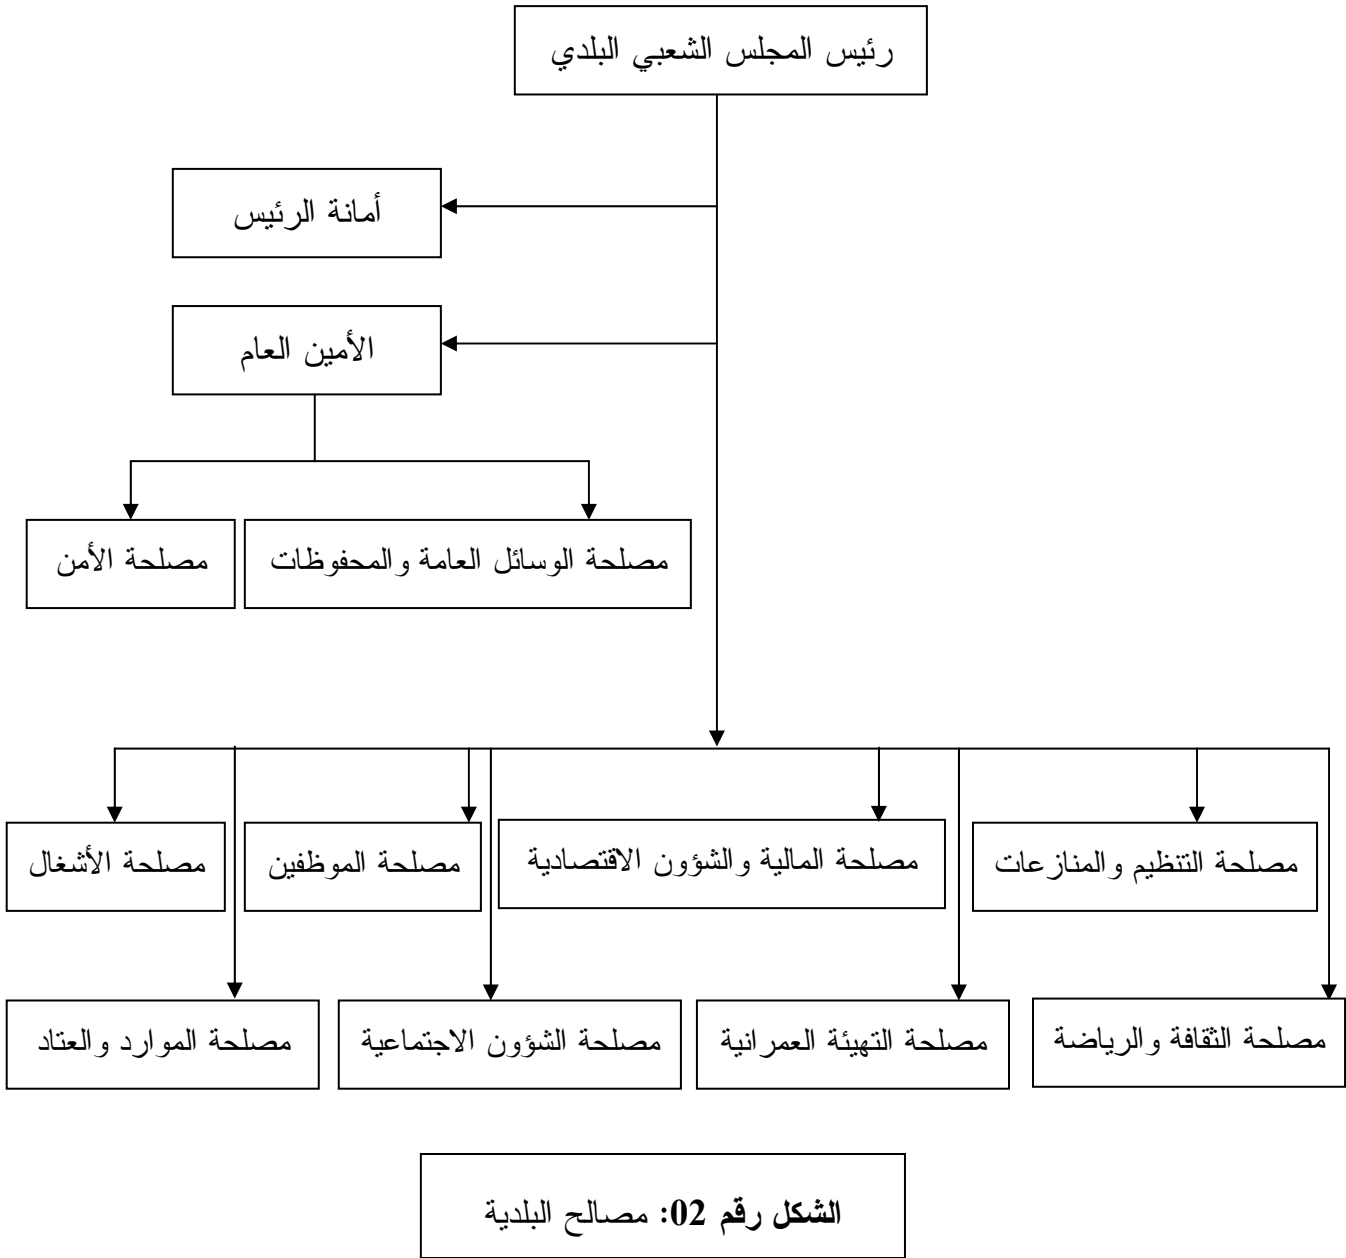 رئيس المجلس الشعبي البلدي
أمانة الرئيس
الأمين العام
مصلحة الوسائل العامة والمحفوظات
مصلحة الأمن
مصلحة التنظيم والمنازعات
مصلحة المالية والشؤون الاقتصادية
مصلحة الموظفين
مصلحة الأشغال
مصلحة الثقافة والرياضة
مصلحة التهيئة العمرانية
مصلحة الشؤون الاجتماعية
مصلحة الموارد والعتاد
الشكل رقم 02: مصالح البلدية